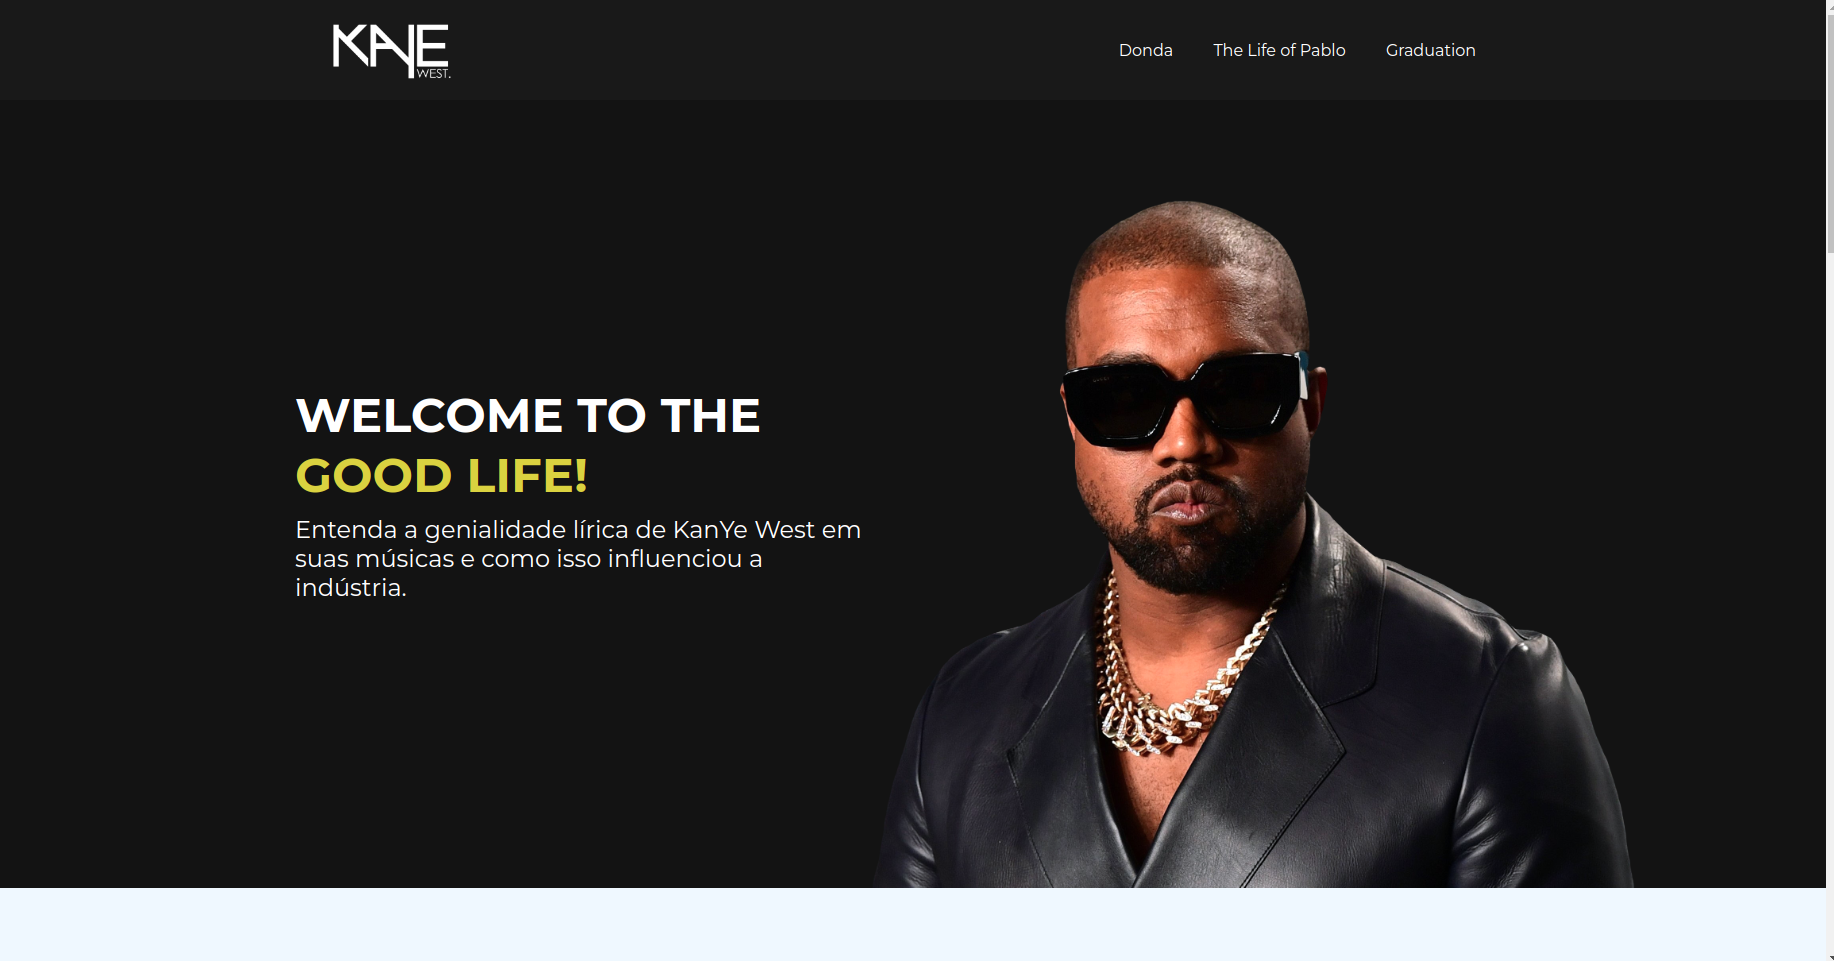 KANYE
WEST.
Donda
The Life of Pablo
Graduation
WELCOME TO THE
GOOD LIFE!
Entenda a genialidade lírica de KanYe West em
suas músicas e como isso influenciou a
indústria.